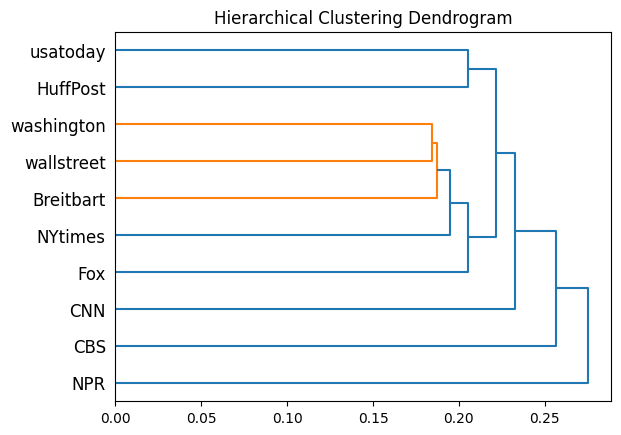 Hierarchical Clustering Dendrogram
usatoday
HuffPost
washington
wallstreet
Breitbart
NYtimes
Fox
CNN
CBS
NPR
0.00 0.05 0.10 0.15 0.20 0.25